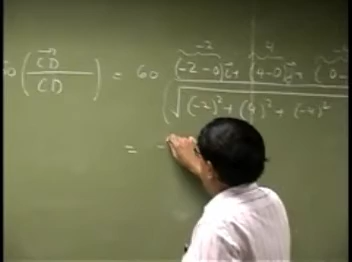 -2 4
60 ( CD / CD ) = 60 ( (-2-0)i + (4-0)j + (0-
√ (-2)² + (4)² + (-4)²
= -